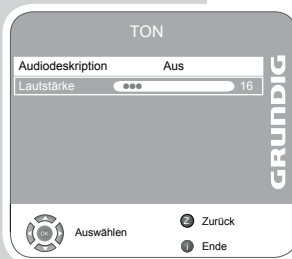 TON
Audiodeskription Aus
Lautstärke 16
GRUNDIG
OK Auswählen
Z Zurück
i Ende